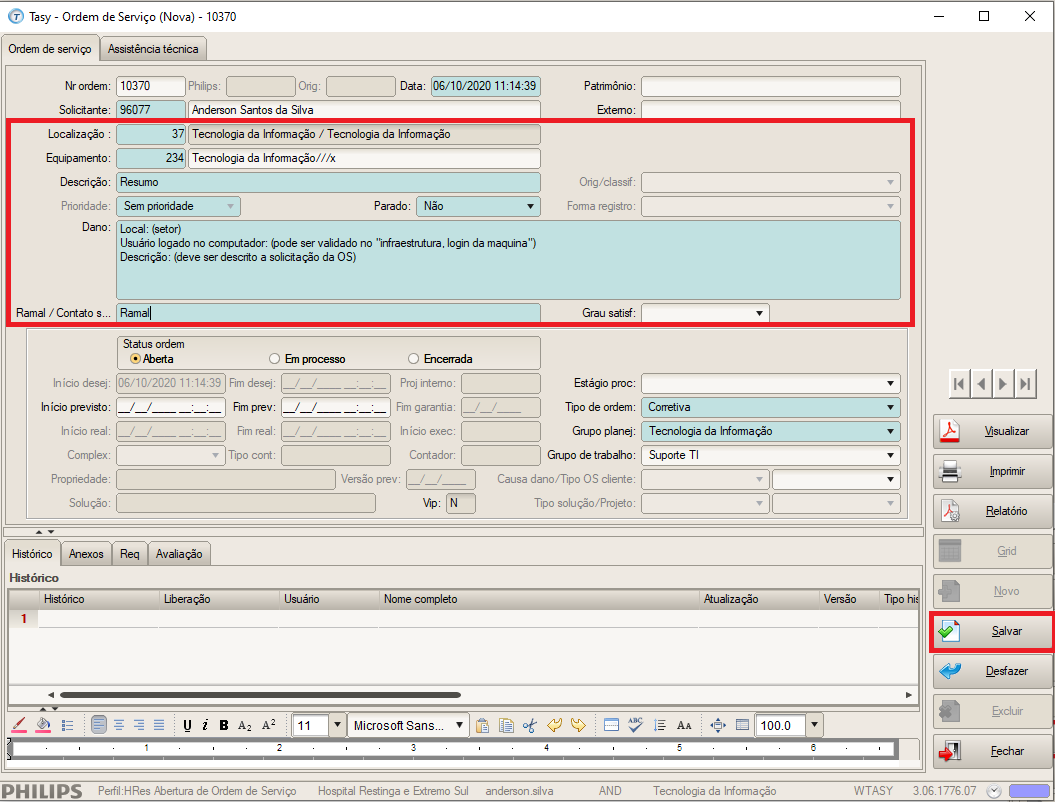 Tasy - Ordem de Serviço (Nova) - 10370
Ordem de serviço Assistência técnica
Nr ordem: 10370 Philips: Orig: Data: 06/10/2020 11:14:39 Patrimônio:
Solicitante: 96077 Anderson Santos da Silva Externo:
Localização : 37 Tecnologia da Informação / Tecnologia da Informação
Equipamento: 234 Tecnologia da Informação///x
Descrição: Resumo Orig/classif:
Prioridade: Sem prioridade Parado: Não Forma registro:
Dano: Local: (setor)
Usuário logado no computador: (pode ser validado no "infraestrutura, login da maquina")
Descrição: (deve ser descrito a solicitação da OS)
Ramal / Contato s... Ramal Grau satisf:
Status ordem
Aberta Em processo Encerrada
Início desej: 06/10/2020 11:14:39 Fim desej: __/__/____ __:__:__ Proj interno: Estágio proc:
Início previsto: __/__/____ __:__:__ Fim prev: __/__/____ __:__:__ Fim garantia: __/__/____ Tipo de ordem: Corretiva
Início real: __/__/____ __:__:__ Fim real: __/__/____ __:__:__ Início exec: Grupo planej: Tecnologia da Informação
Complex: Tipo cont: Contador: Grupo de trabalho: Suporte TI
Propriedade: Versão prev: __/__/____ Causa dano/Tipo OS cliente:
Solução: Vip: N Tipo solução/Projeto:
Visualizar
Imprimir
Relatório
Grid
Novo
Salvar
Desfazer
Excluir
Fechar
Histórico Anexos Req Avaliação
Histórico
Histórico Liberação Usuário Nome completo Atualização Versão Tipo his
1
U i B A2 A2 11 Microsoft Sans... ABC AA 100.0
1 2 3 4 5 6
PHILIPS Perfil:HRes Abertura de Ordem de Serviço Hospital Restinga e Extremo Sul anderson.silva AND Tecnologia da Informação WTASY 3.06.1776.07